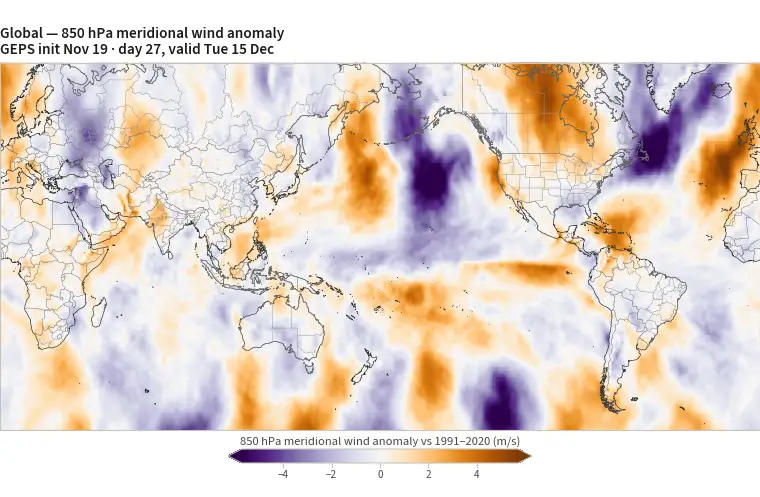 Global — 850 hPa meridional wind anomaly
GEPS init Nov 19 · day 27, valid Tue 15 Dec
850 hPa meridional wind anomaly vs 1991–2020 (m/s)
−4 −2 0 2 4